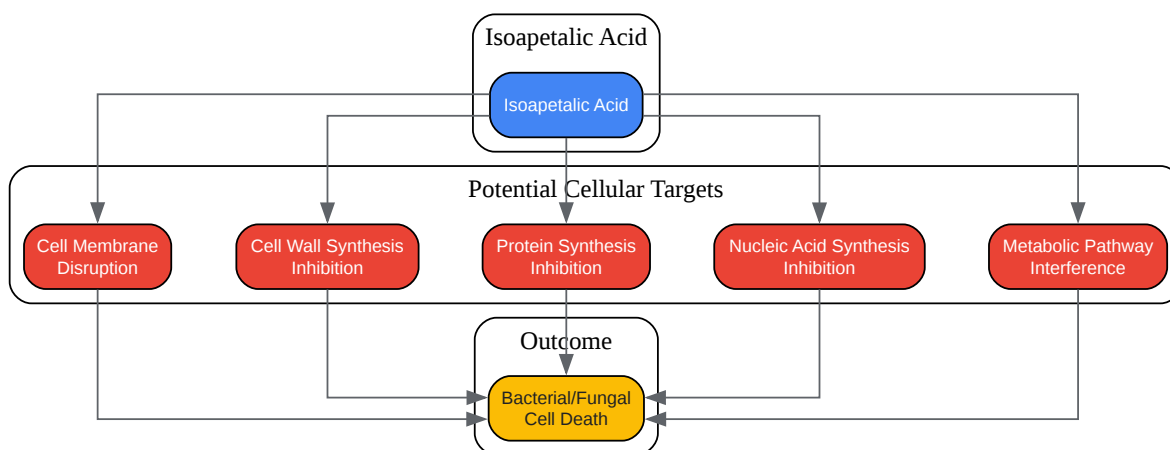 Isoapetalic Acid
Isoapetalic Acid
Potential Cellular Targets
Cell Membrane
Disruption
Cell Wall Synthesis
Inhibition
Protein Synthesis
Inhibition
Nucleic Acid Synthesis
Inhibition
Metabolic Pathway
Interference
Outcome
Bacterial/Fungal
Cell Death